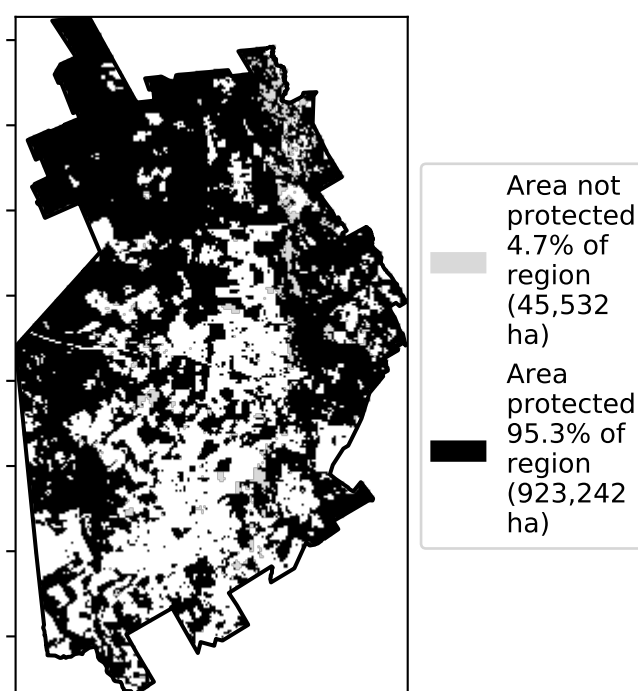 Area not
protected
4.7% of
region
(45,532
ha)
Area
protected
95.3% of
region
(923,242
ha)